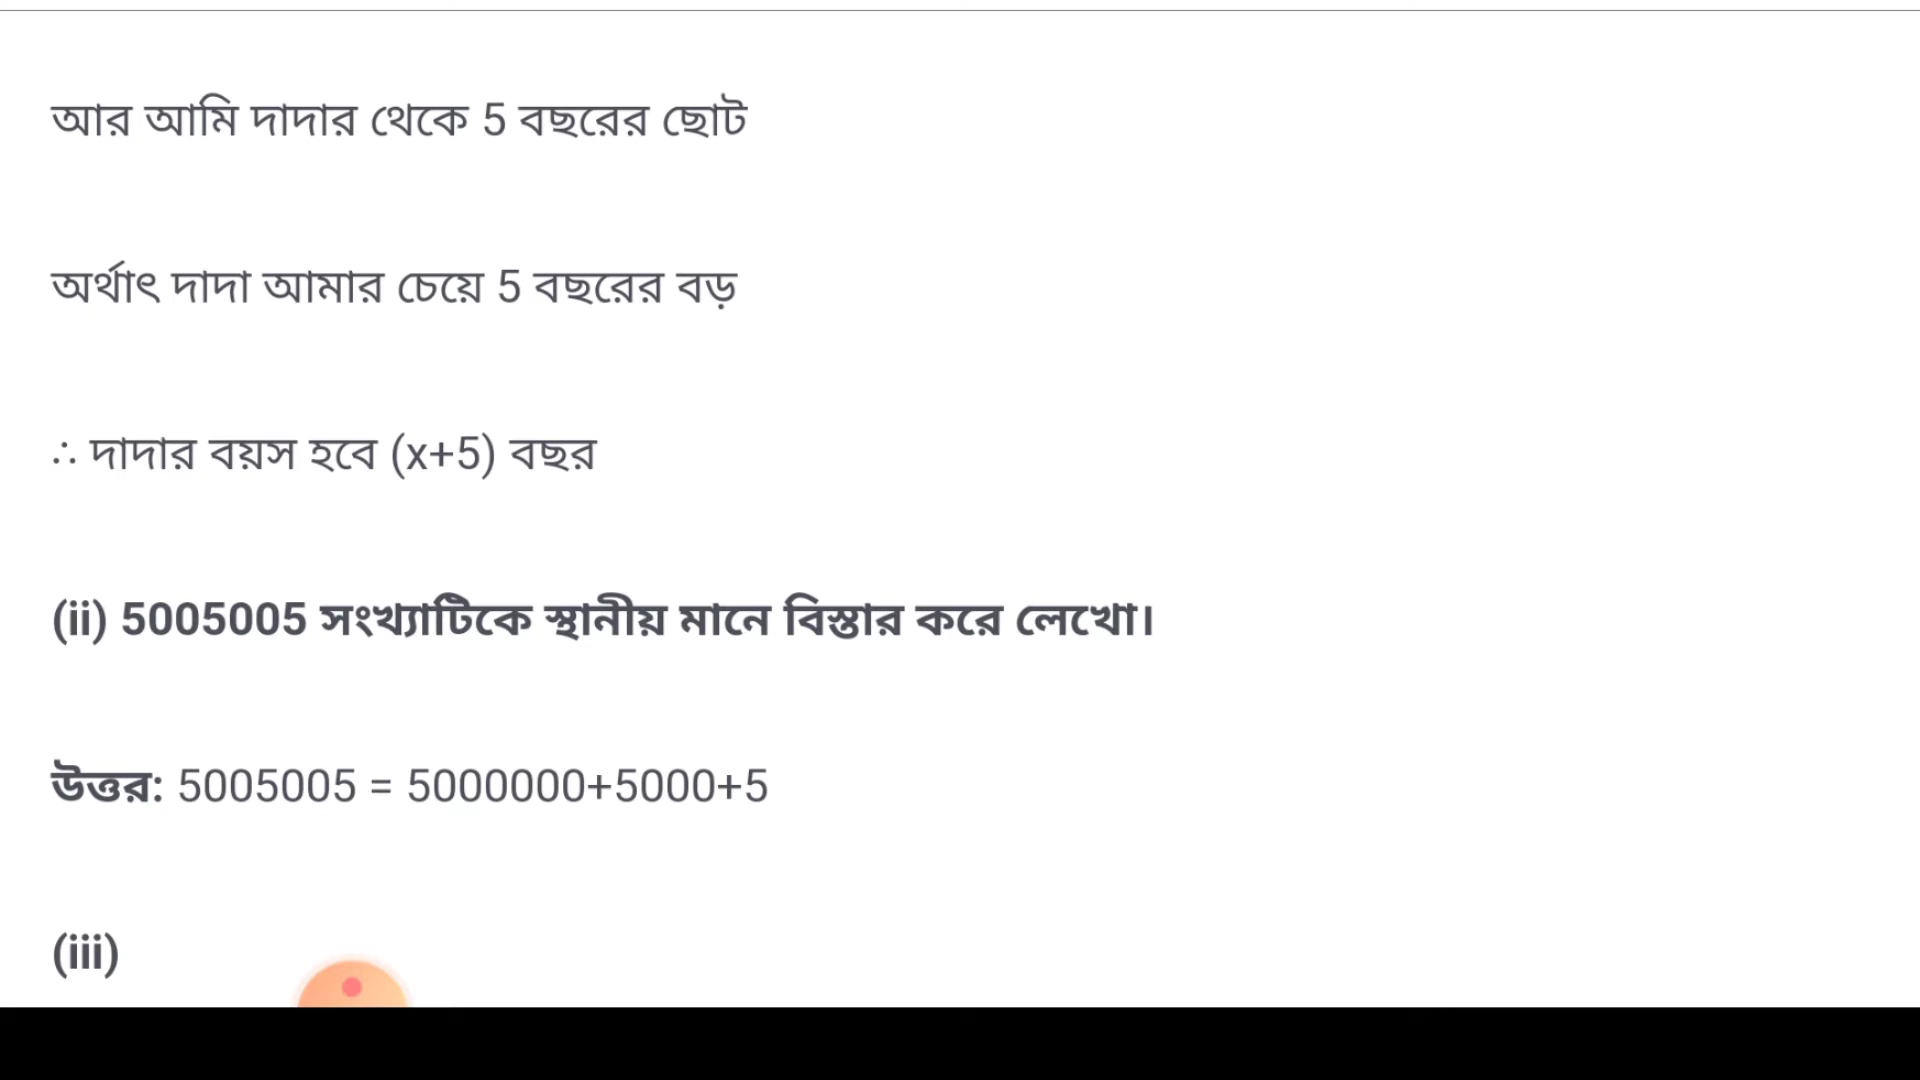 আর আমি দাদার থেকে 5 বছরের ছোট
অর্থাৎ দাদা আমার চেয়ে 5 বছরের বড়
∴ দাদার বয়স হবে (x+5) বছর
(ii) 5005005 সংখ্যাটিকে স্থানীয় মানে বিস্তার করে লেখো।
উত্তর: 5005005 = 5000000+5000+5
(iii)